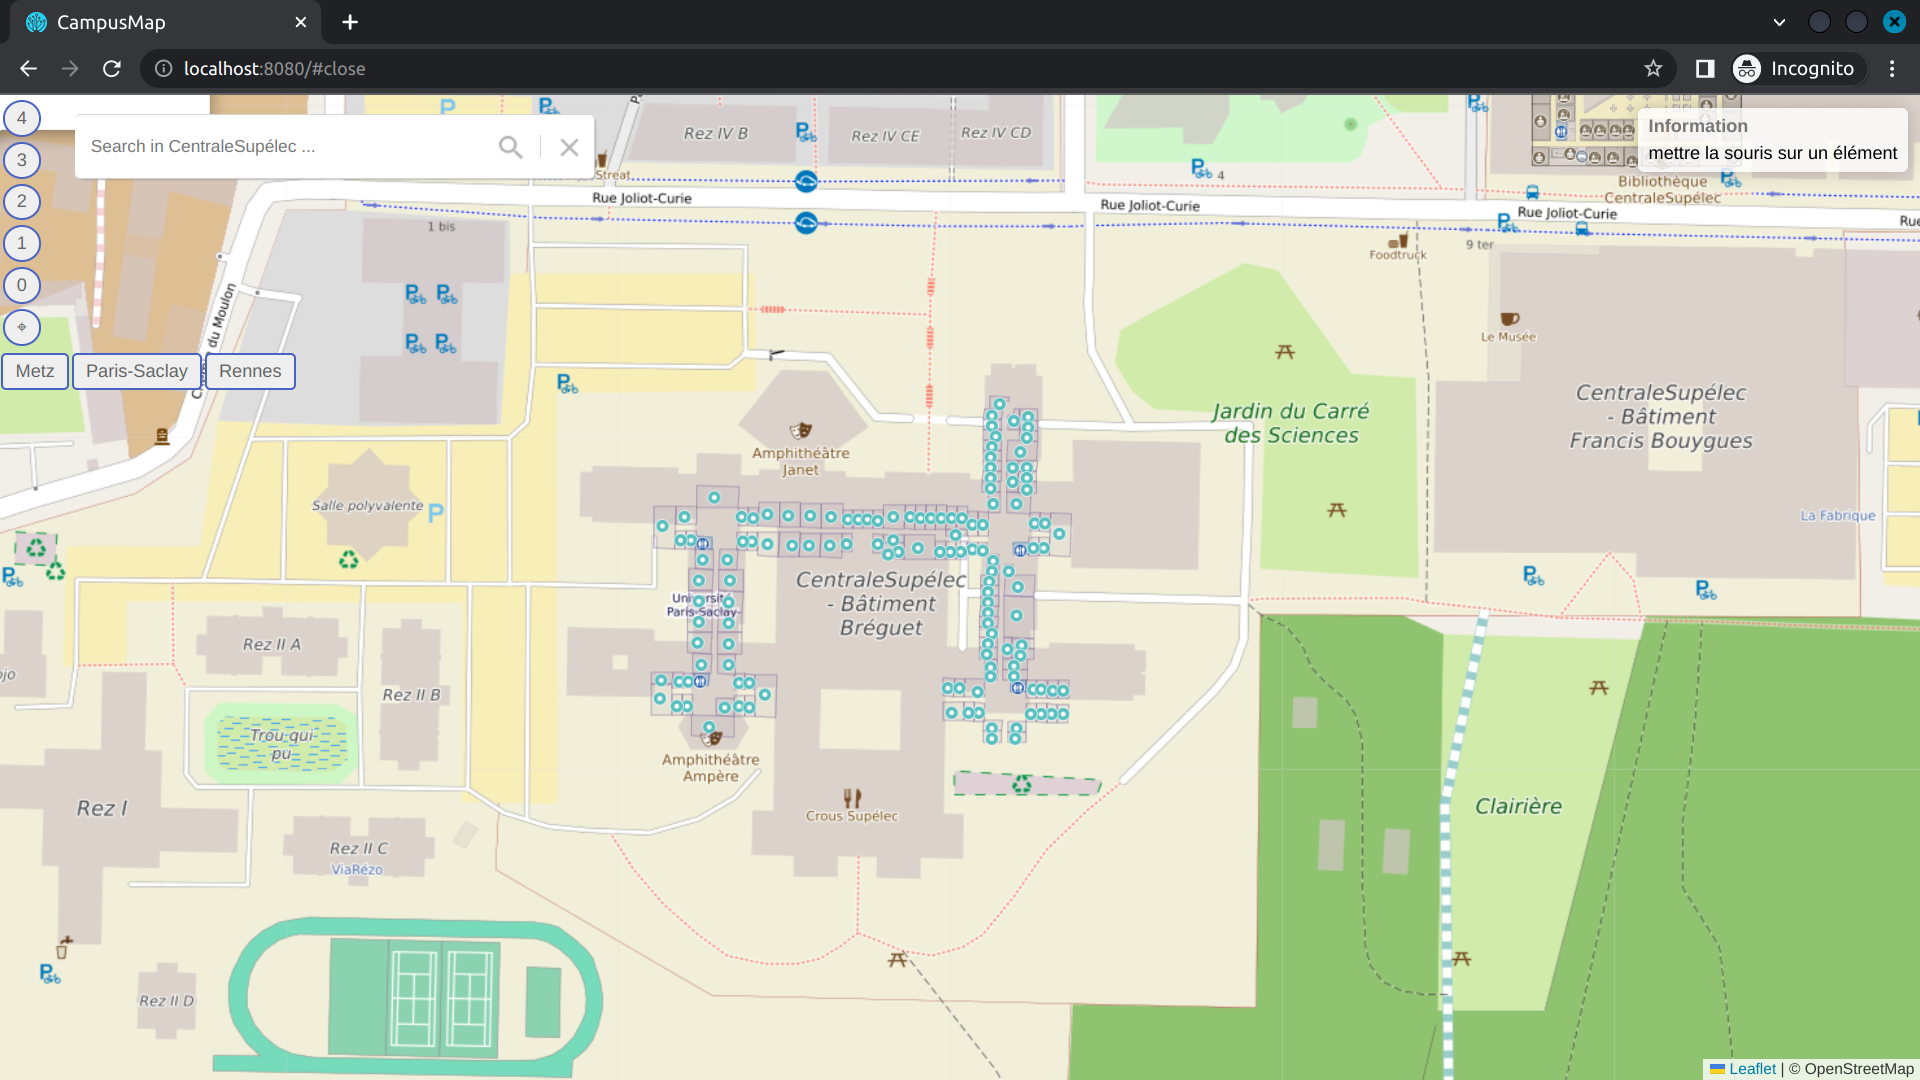 CampusMap
localhost:8080/#close
Incognito
4
3
2
1
0
Search in CentraleSupélec ...
Information
mettre la souris sur un élément
Metz
Paris-Saclay
Rennes
P
Rez IV B
Rez IV CE
Rez IV CD
Streat
4
Bibliothèque
CentraleSupélec
Rue Joliot-Curie
Rue Joliot-Curie
Rue Joliot-Curie
Rue
1 bis
9 ter
Foodtruck
Le Musée
du Moulon
CentraleSupélec
- Bâtiment
Francis Bouygues
Jardin du Carré
des Sciences
Amphithéâtre
Janet
Salle polyvalente
P
La Fabrique
CentraleSupélec
- Bâtiment
Bréguet
Paris-Saclay
Rez II A
Rez II B
Trou-qui-
pu
Amphithéâtre
Ampère
Crous Supélec
Rez I
Rez II C
ViaRézo
Clairière
Rez II D
Leaflet | © OpenStreetMap